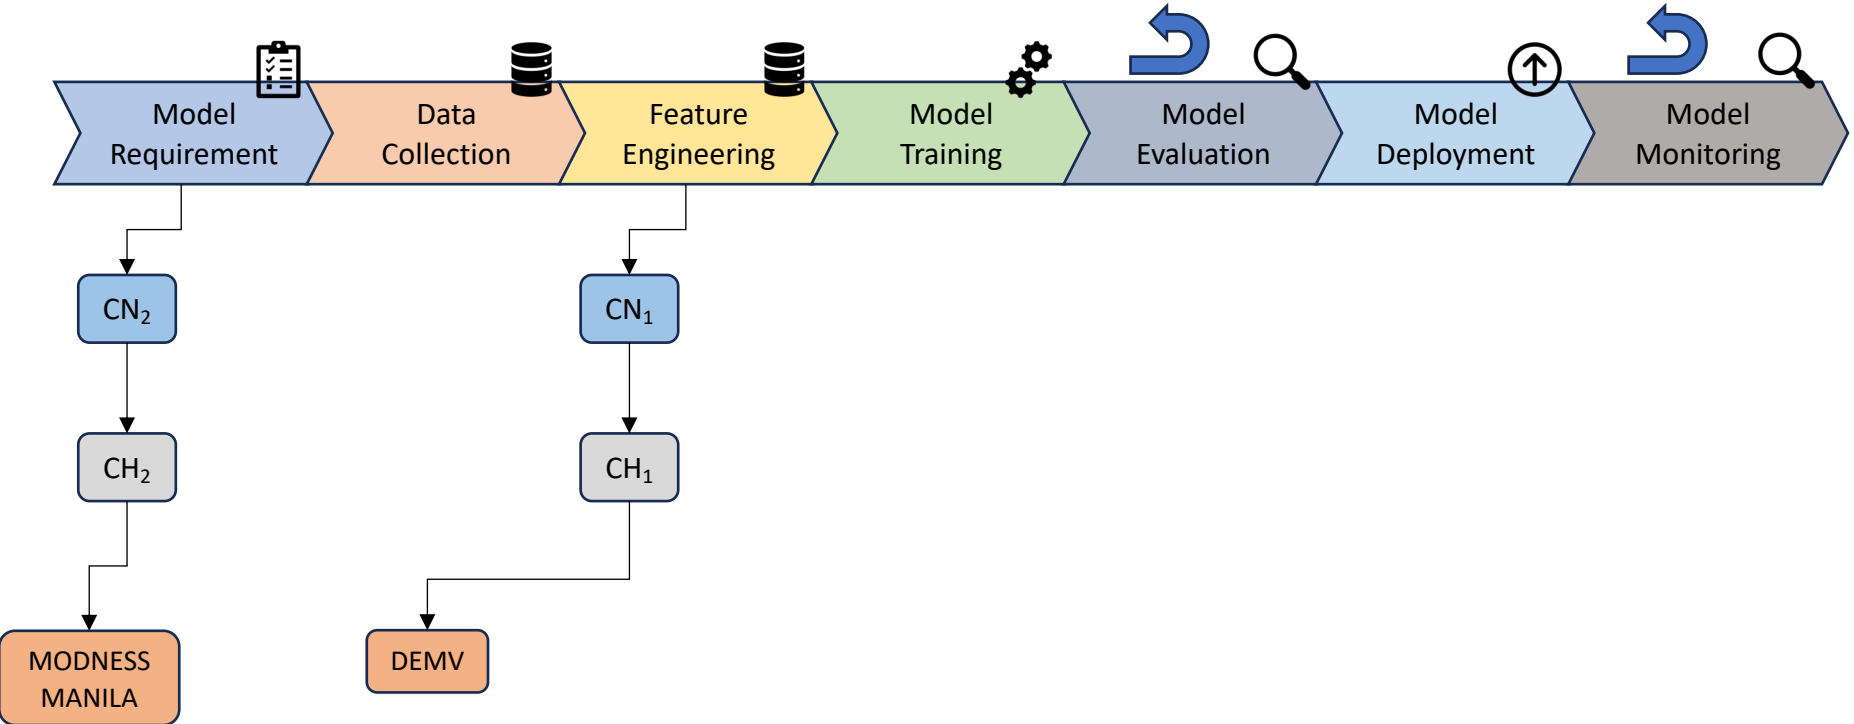 Model
Requirement
Data
Collection
Feature
Engineering
Model
Training
Model
Evaluation
Model
Deployment
Model
Monitoring
CN₂
CN₁
CH₂
CH₁
MODNESS
MANILA
DEMV